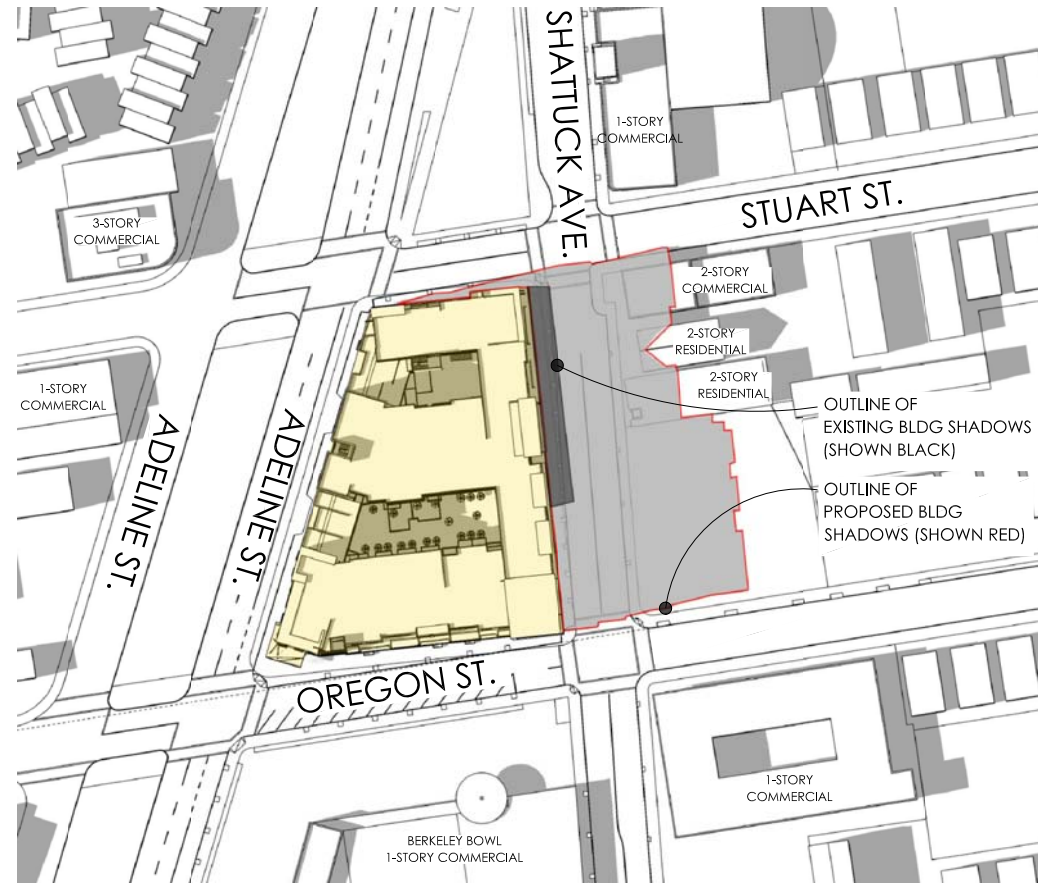 SHATTUCK AVE.
1-STORY
COMMERCIAL
STUART ST.
3-STORY
COMMERCIAL
2-STORY
COMMERCIAL
2-STORY
RESIDENTIAL
2-STORY
RESIDENTIAL
1-STORY
COMMERCIAL
OUTLINE OF
EXISTING BLDG SHADOWS
(SHOWN BLACK)
ADELINE ST.
ADELINE ST.
OUTLINE OF
PROPOSED BLDG
SHADOWS (SHOWN RED)
OREGON ST.
1-STORY
COMMERCIAL
BERKELEY BOWL
1-STORY COMMERCIAL